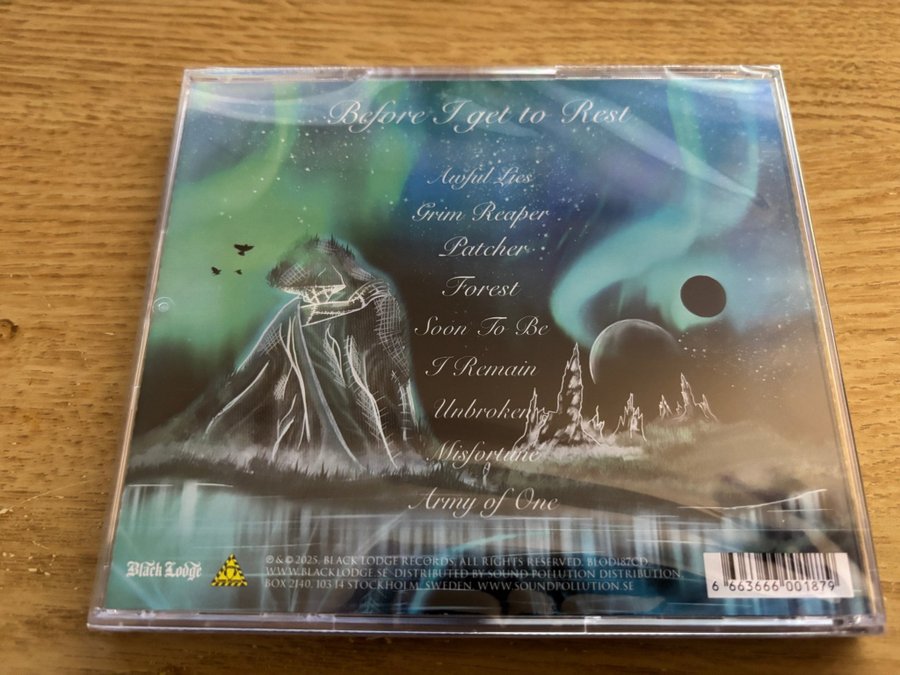 Before I get to Rest
Awful Lies
Grim Reaper
Patcher
Forest
Soon To Be
I Remain
Unbroken
Misfortune
Army of One
Black Lodge
℗ & © 2025. BLACK LODGE RECORDS. ALL RIGHTS RESERVED. BLOD187CD
WWW.BLACKLODGE.SE DISTRIBUTED BY SOUND POLLUTION DISTRIBUTION,
BOX 2140, 103 14 STOCKHOLM, SWEDEN. WWW.SOUNDPOLLUTION.SE
6 663666 001879